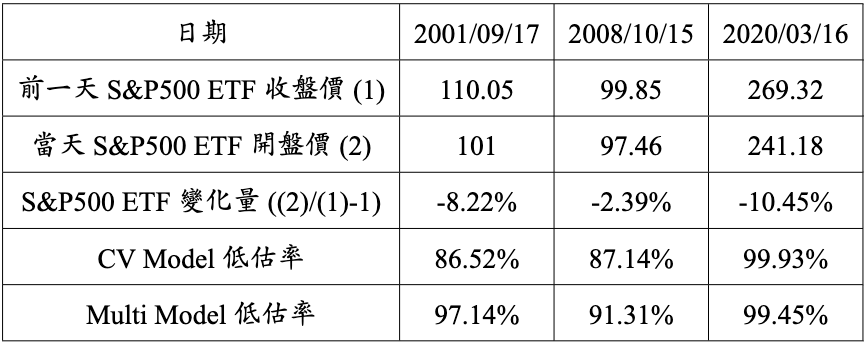 日期 2001/09/17 2008/10/15 2020/03/16
前一天 S&P500 ETF 收盤價 (1) 110.05 99.85 269.32
當天 S&P500 ETF 開盤價 (2) 101 97.46 241.18
S&P500 ETF 變化量 ((2)/(1)-1) -8.22% -2.39% -10.45%
CV Model 低估率 86.52% 87.14% 99.93%
Multi Model 低估率 97.14% 91.31% 99.45%